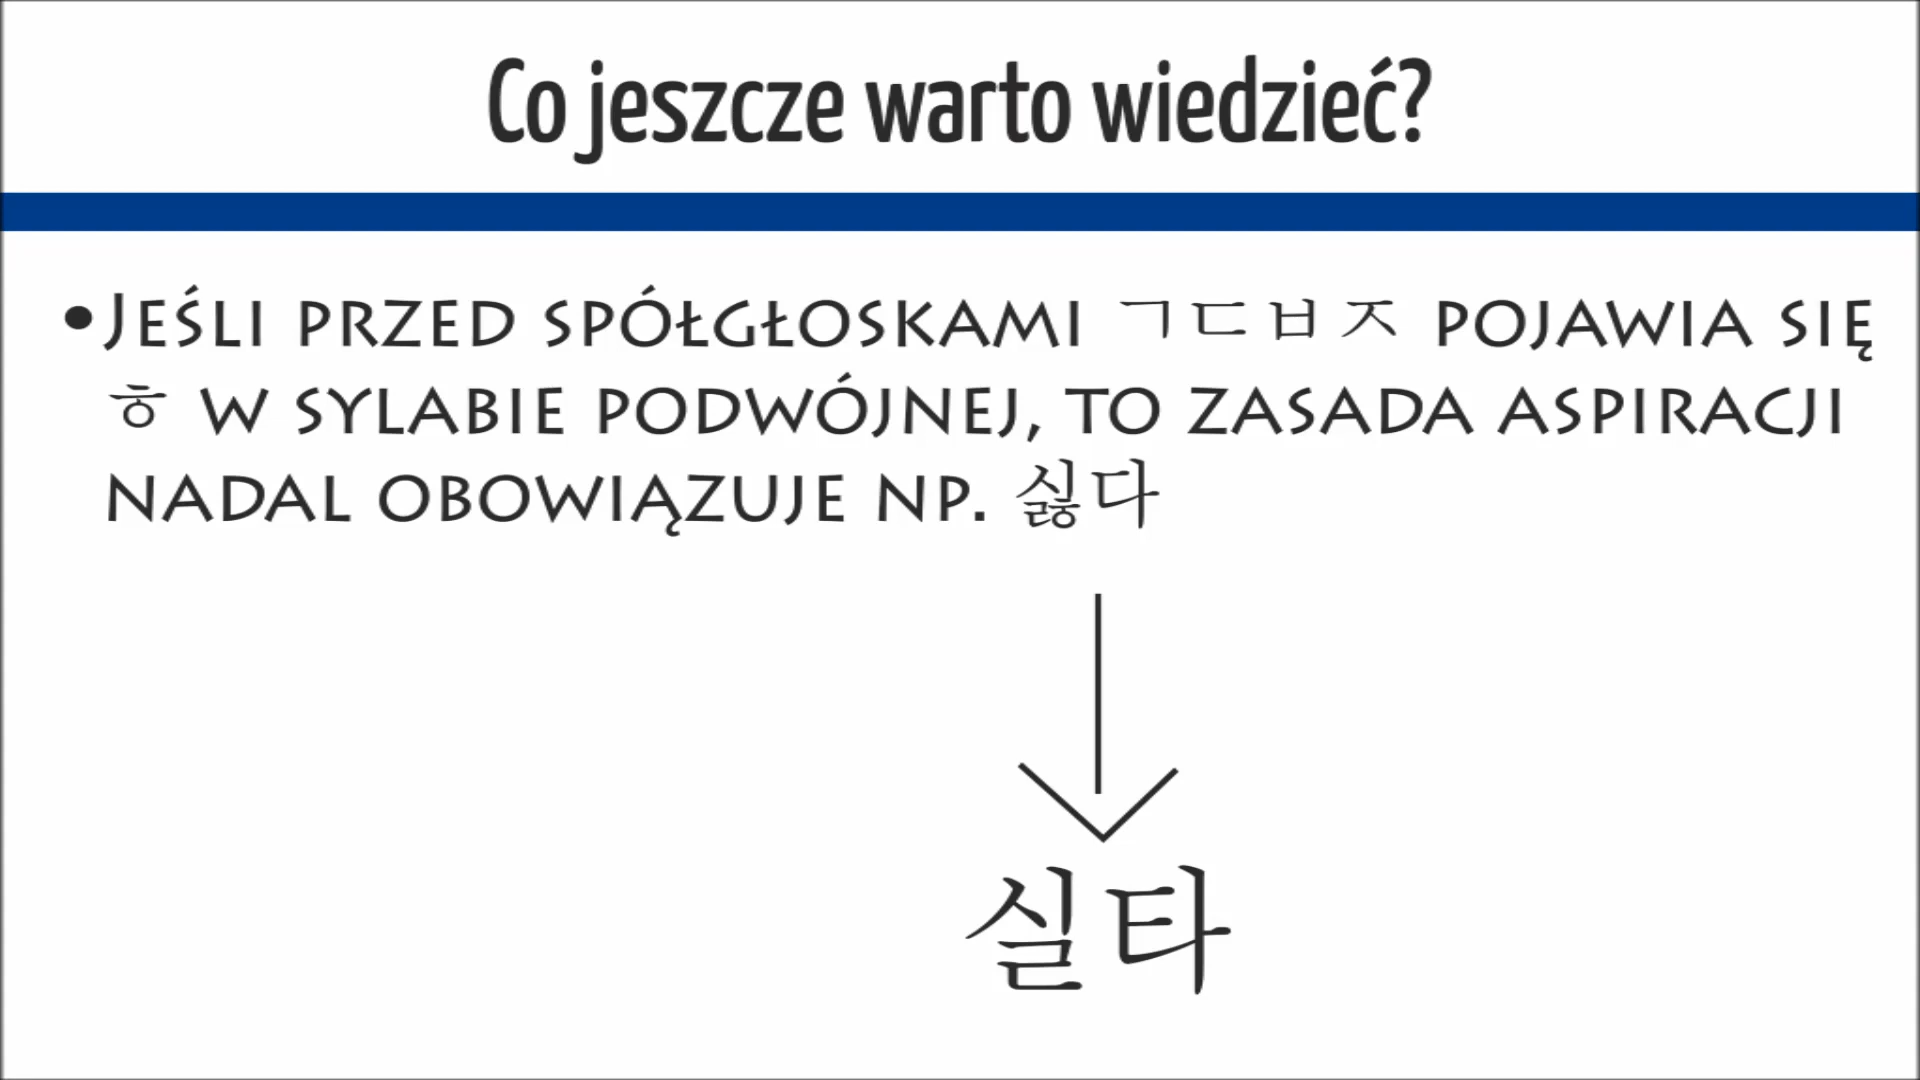 Co jeszcze warto wiedzieć?
•Jeśli przed spółgłoskami ㄱㄷㅂㅈ pojawia się
ㅎ w sylabie podwójnej, to zasada aspiracji
nadal obowiązuje np. 싫다
실타